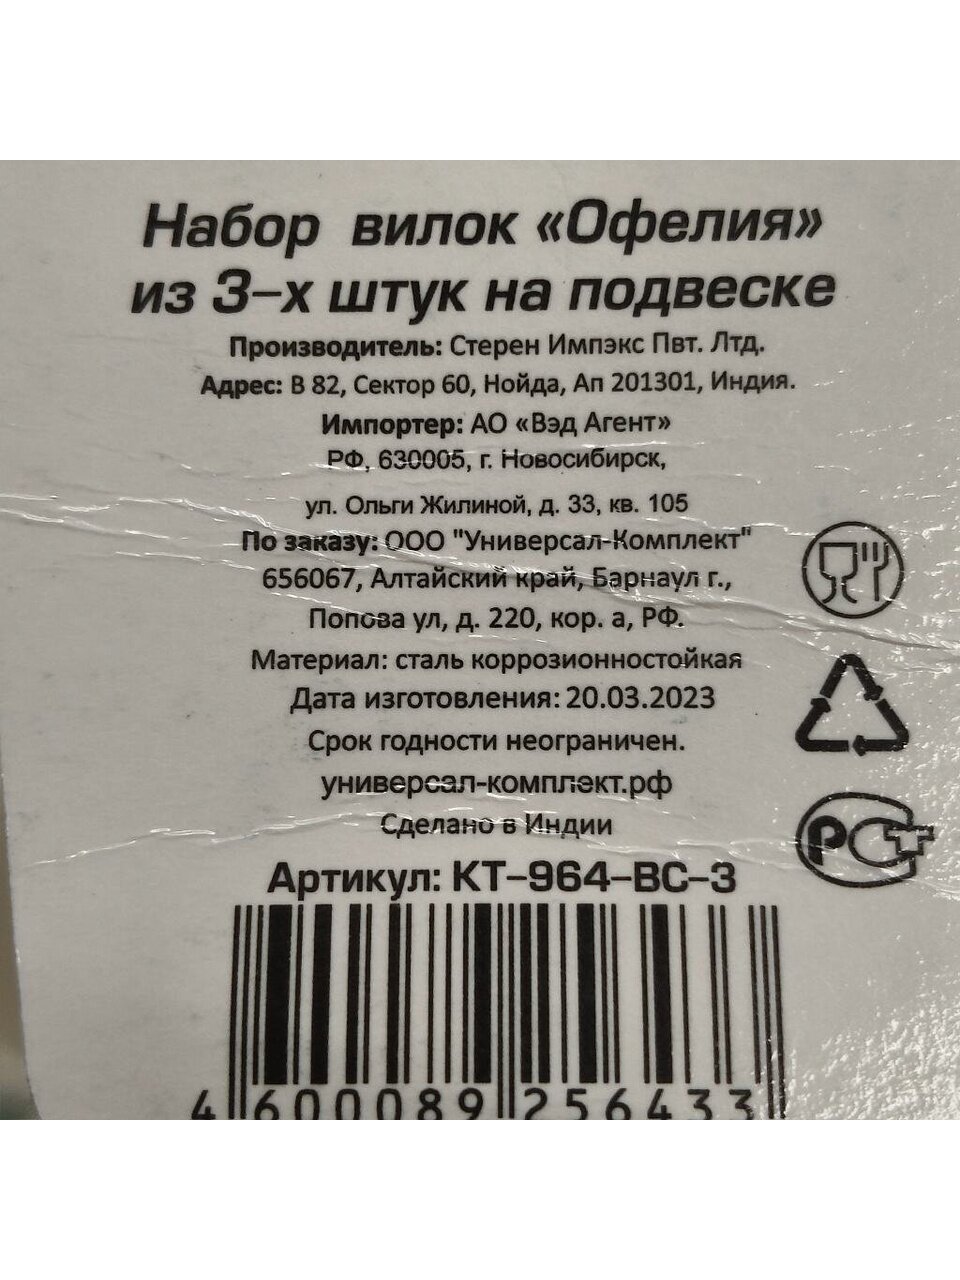 Набор вилок «Офелия»
из 3-х штук на подвеске
Производитель: Стерен Импэкс Пвт. Лтд.
Адрес: В 82, Сектор 60, Нойда, Ап 201301, Индия.
Импортер: АО «Вэд Агент»
РФ, 630005, г. Новосибирск,
ул. Ольги Жилиной, д. 33, кв. 105
По заказу: ООО "Универсал-Комплект"
656067, Алтайский край, Барнаул г.,
Попова ул, д. 220, кор. а, РФ.
Материал: сталь коррозионностойкая
Дата изготовления: 20.03.2023
Срок годности неограничен.
универсал-комплект.рф
Сделано в Индии
РСТ
Артикул: КТ-964-ВС-3
4 600089 256433